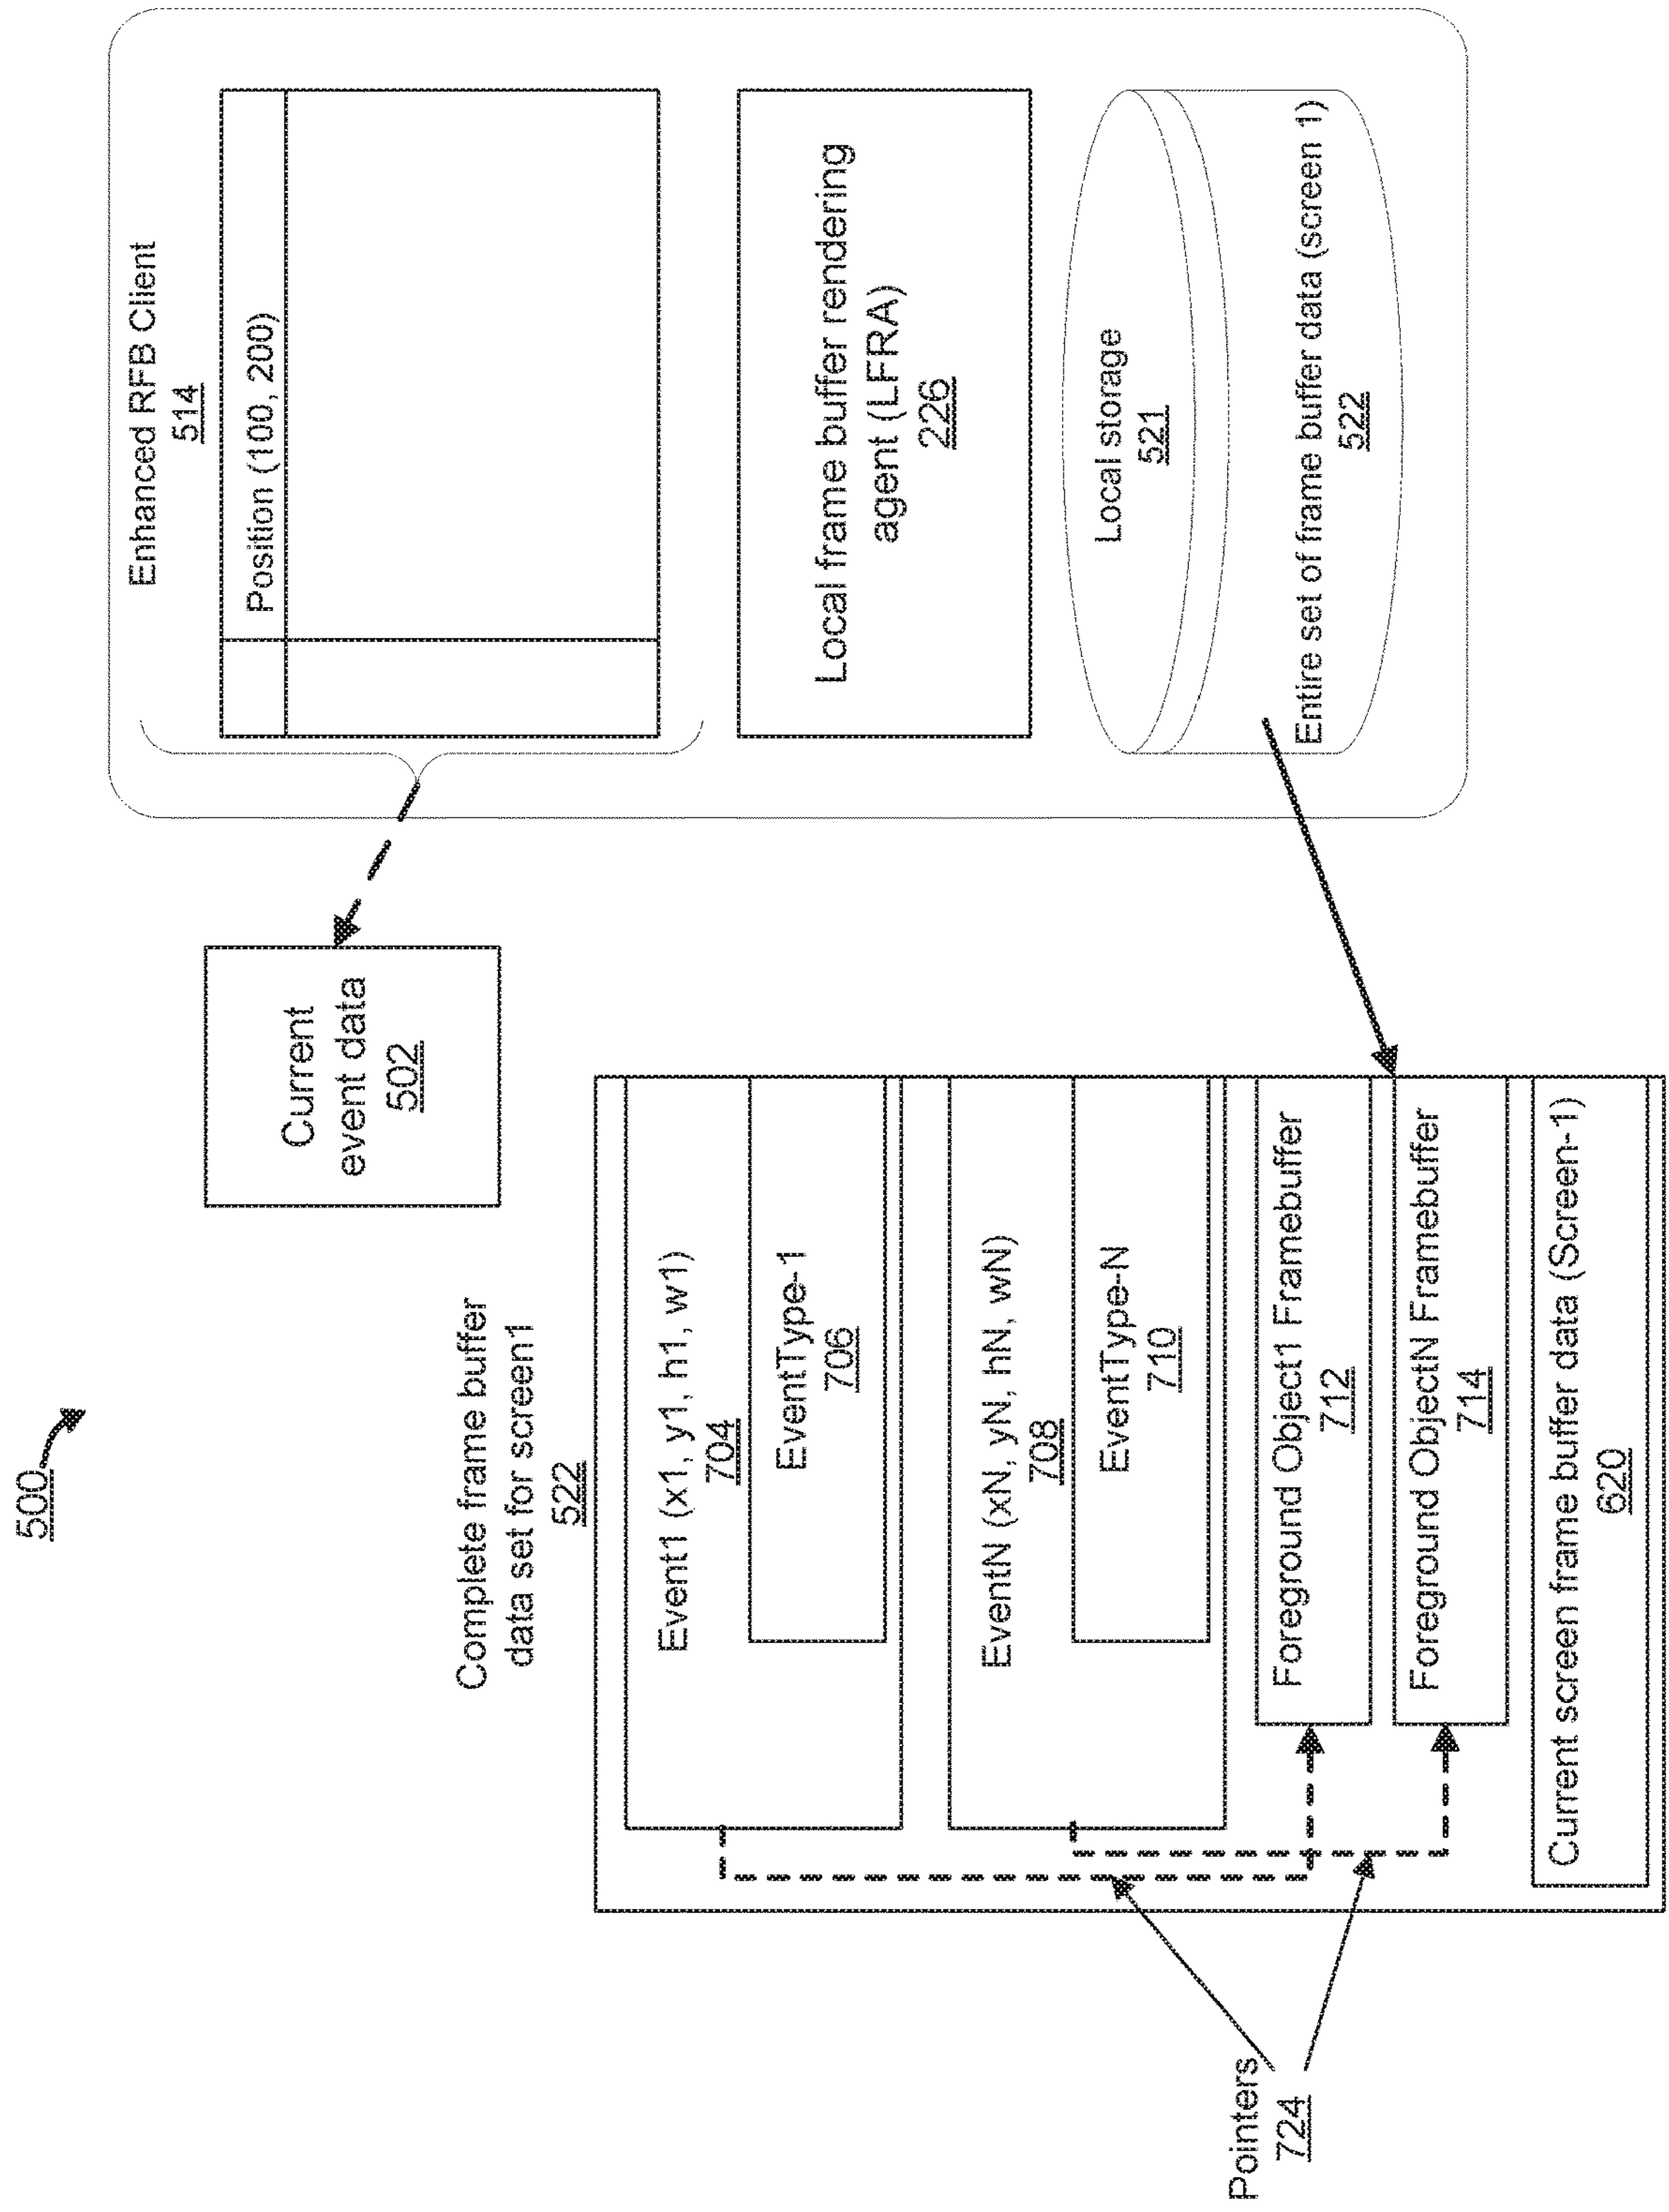 500
Complete frame buffer
data set for screen1
522
Event1 (x1, y1, h1, w1)
704
EventType-1
706
EventN (xN, yN, hN, wN)
708
EventType-N
710
Foreground Object1 Framebuffer
712
Foreground ObjectN Framebuffer
714
Current screen frame buffer data (Screen-1)
620
Pointers
724
Current
event data
502
Enhanced RFB Client
514
Position (100, 200)
Local frame buffer rendering
agent (LFRA)
226
Local storage
521
Entire set of frame buffer data (screen 1)
522